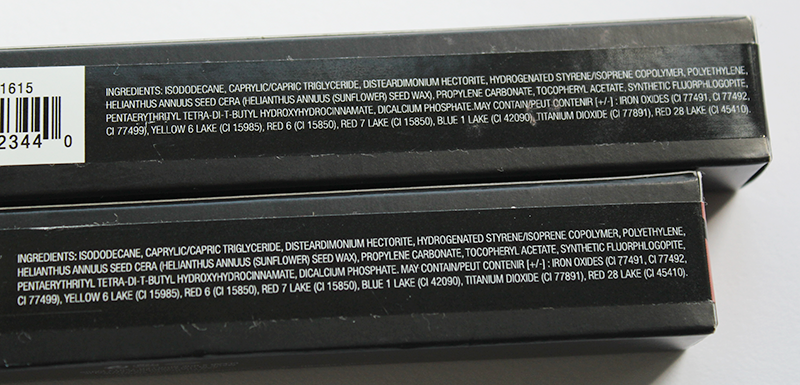 1615
2344 0
INGREDIENTS: ISODODECANE, CAPRYLIC/CAPRIC TRIGLYCERIDE, DISTEARDIMONIUM HECTORITE, HYDROGENATED STYRENE/ISOPRENE COPOLYMER, POLYETHYLENE,
HELIANTHUS ANNUUS SEED CERA (HELIANTHUS ANNUUS (SUNFLOWER) SEED WAX), PROPYLENE CARBONATE, TOCOPHERYL ACETATE, SYNTHETIC FLUORPHLOGOPITE,
PENTAERYTHRITYL TETRA-DI-T-BUTYL HYDROXYHYDROCINNAMATE, DICALCIUM PHOSPHATE.MAY CONTAIN/PEUT CONTENIR [+/-] : IRON OXIDES (CI 77491, CI 77492,
CI 77499), YELLOW 6 LAKE (CI 15985), RED 6 (CI 15850), RED 7 LAKE (CI 15850), BLUE 1 LAKE (CI 42090), TITANIUM DIOXIDE (CI 77891), RED 28 LAKE (CI 45410).
INGREDIENTS: ISODODECANE, CAPRYLIC/CAPRIC TRIGLYCERIDE, DISTEARDIMONIUM HECTORITE, HYDROGENATED STYRENE/ISOPRENE COPOLYMER, POLYETHYLENE,
HELIANTHUS ANNUUS SEED CERA (HELIANTHUS ANNUUS (SUNFLOWER) SEED WAX), PROPYLENE CARBONATE, TOCOPHERYL ACETATE, SYNTHETIC FLUORPHLOGOPITE,
PENTAERYTHRITYL TETRA-DI-T-BUTYL HYDROXYHYDROCINNAMATE, DICALCIUM PHOSPHATE. MAY CONTAIN/PEUT CONTENIR [+/-] : IRON OXIDES (CI 77491, CI 77492,
CI 77499), YELLOW 6 LAKE (CI 15985), RED 6 (CI 15850), RED 7 LAKE (CI 15850), BLUE 1 LAKE (CI 42090), TITANIUM DIOXIDE (CI 77891), RED 28 LAKE (CI 45410).